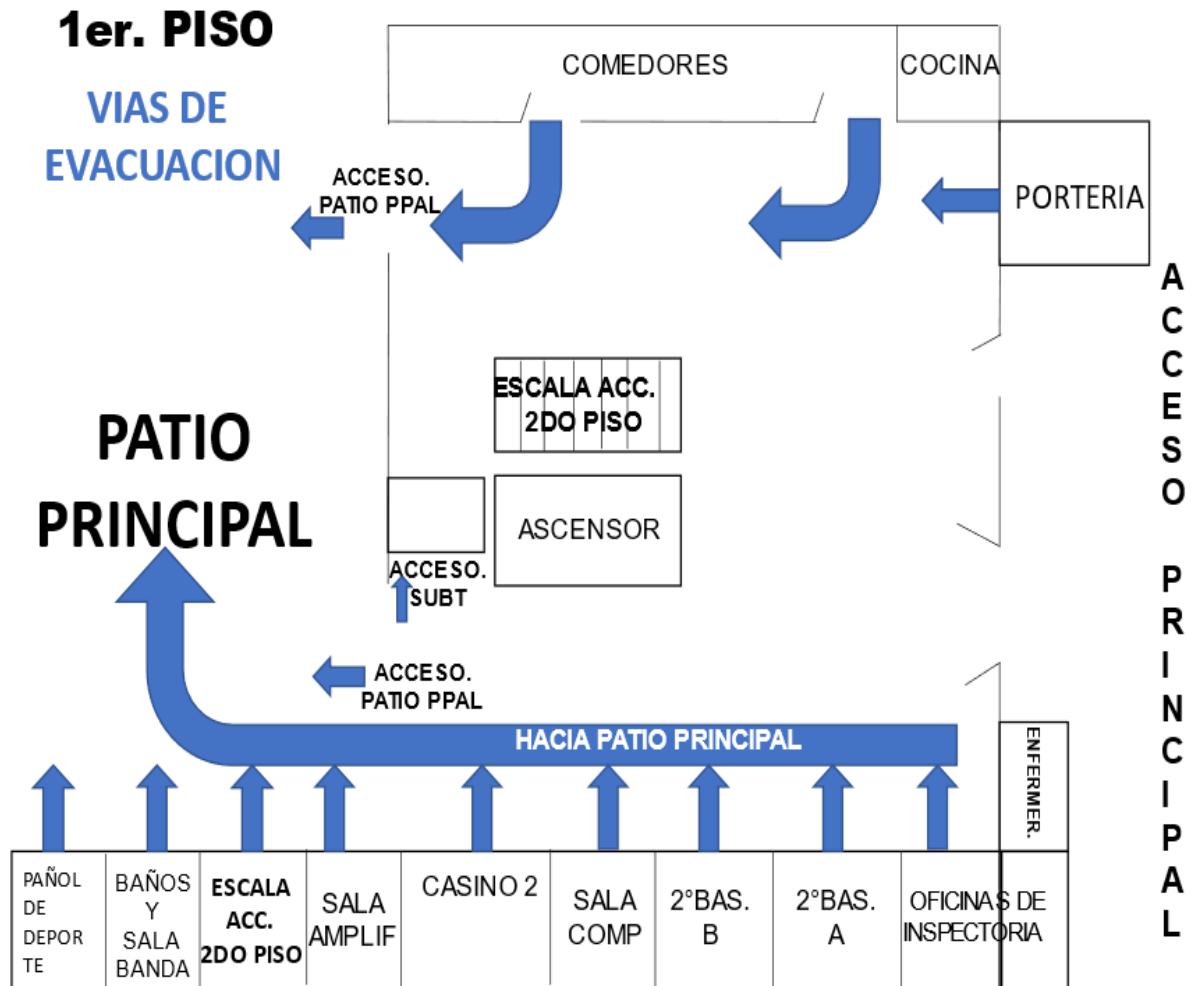 1er. PISO
VIAS DE
EVACUACION
COMEDORES
COCINA
ACCESO.
PATIO PPAL
PORTERIA
ESCALA ACC.
2DO PISO
PATIO
PRINCIPAL
ASCENSOR
ACCESO.
SUBT
ACCESO.
PATIO PPAL
HACIA PATIO PRINCIPAL
ACCESO PRINCIPAL
ENFERMER.
PAÑOL
DE
DEPOR
TE
BAÑOS
Y
SALA
BANDA
ESCALA
ACC.
2DO PISO
SALA
AMPLIF
CASINO 2
SALA
COMP
2°BAS.
B
2°BAS.
A
OFICINAS DE
INSPECTORIA